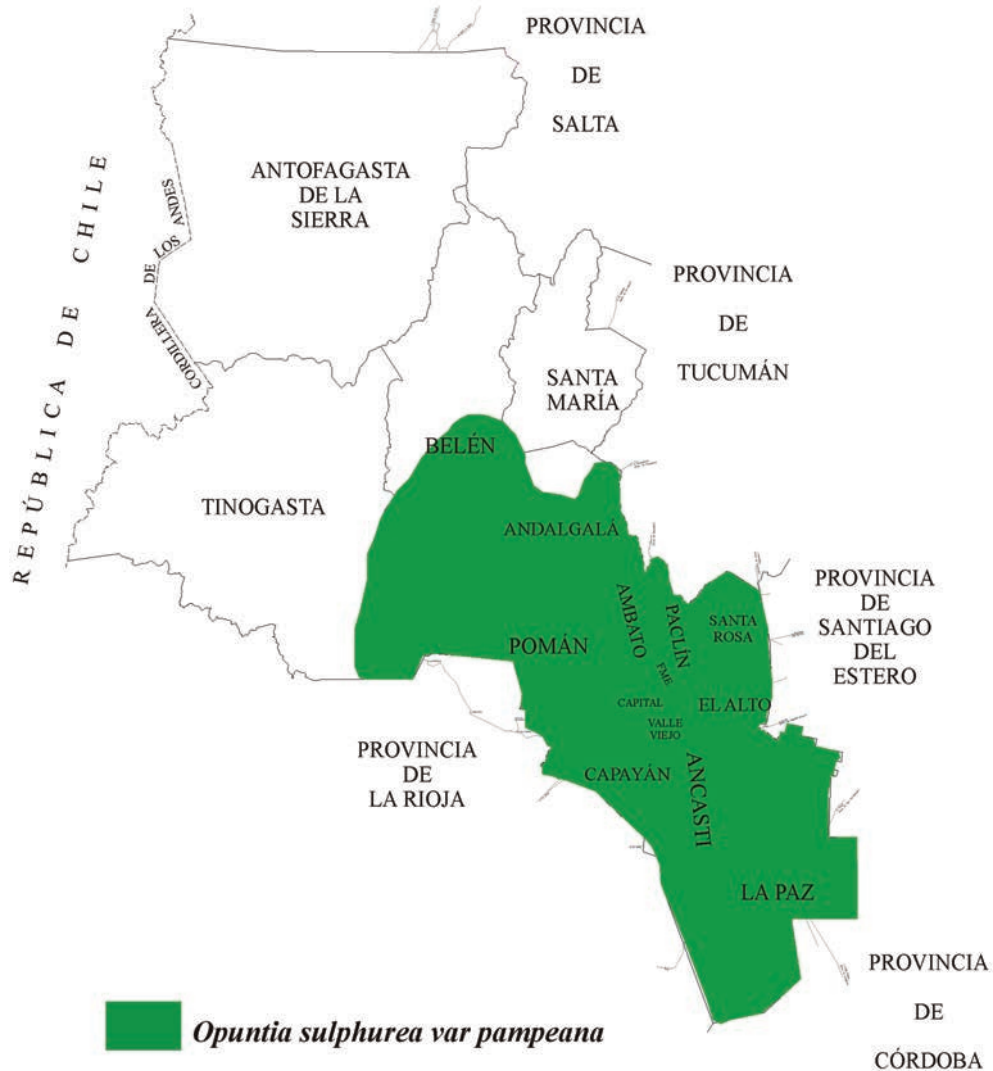 PROVINCIA
DE
SALTA
REPÚBLICA DE CHILE
CORDILLERA DE LOS ANDES
ANTOFAGASTA
DE LA
SIERRA
PROVINCIA
DE
TUCUMÁN
SANTA
MARÍA
BELÉN
TINOGASTA
ANDALGALÁ
AMBATO
PACLÍN
SANTA
ROSA
PROVINCIA
DE
SANTIAGO
DEL
ESTERO
POMÁN
FME
CAPITAL
EL ALTO
VALLE
VIEJO
PROVINCIA
DE
LA RIOJA
CAPAYÁN
ANCASTI
LA PAZ
PROVINCIA
DE
CÓRDOBA
Opuntia sulphurea var pampeana